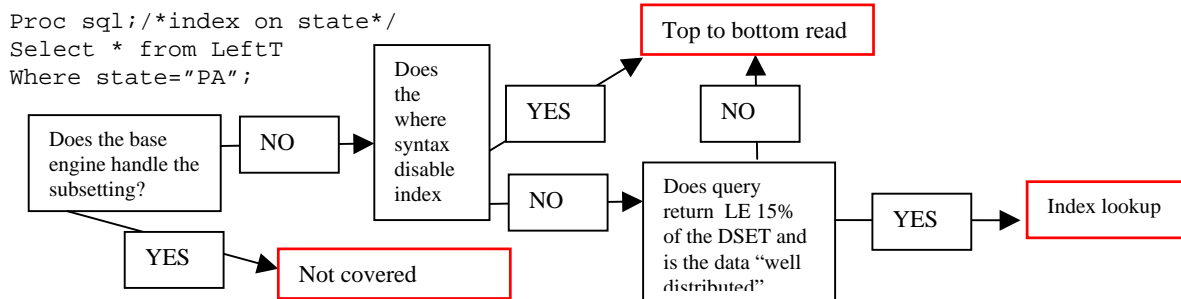 Proc sql;/*index on state*/
Select * from LeftT
Where state="PA";
Top to bottom read
Does
the
where
syntax
disable
index
YES
NO
NO
Does the base
engine handle the
subsetting?
NO
Does query
return LE 15%
of the DSET and
is the data “well
distributed”
YES
Index lookup
YES
Not covered